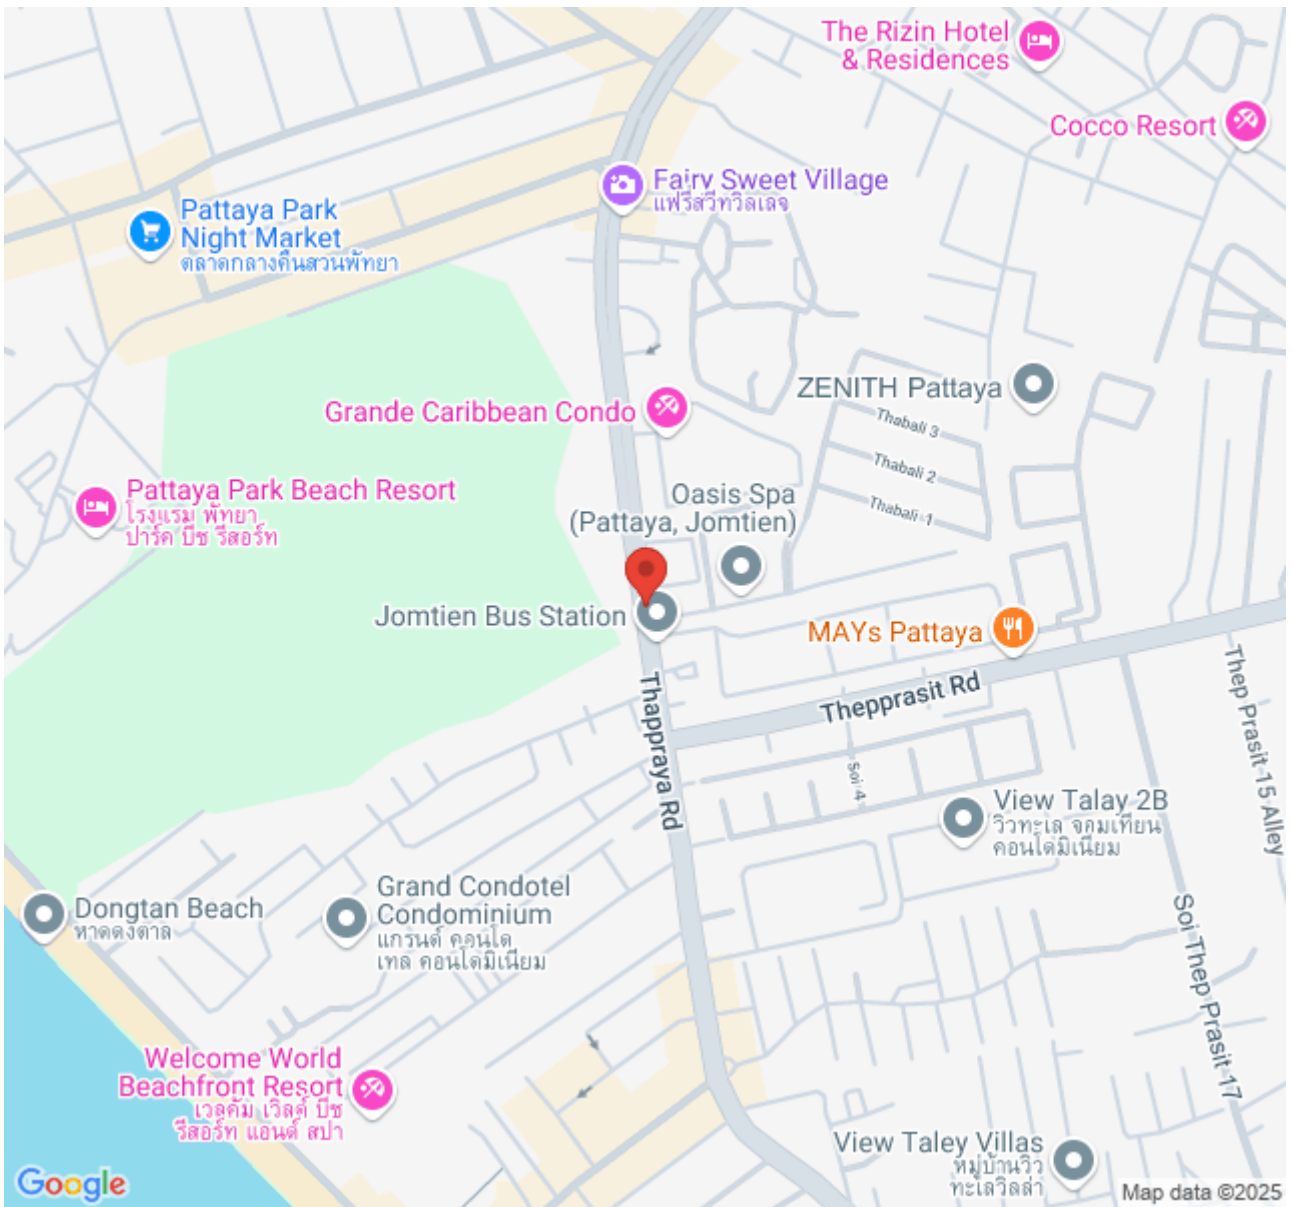 The Rizin Hotel
& Residences
Cocco Resort
Fairy Sweet Village
แฟรี่สวีทวิลเลจ
Pattaya Park
Night Market
ตลาดกลางคืนสวนพัทยา
ZENITH Pattaya
Grande Caribbean Condo
Thabali 3
Thabali 2
Thabali 1
Pattaya Park Beach Resort
โรงแรม พัทยา
ปาร์ค บีช รีสอร์ท
Oasis Spa
(Pattaya, Jomtien)
Jomtien Bus Station
MAYs Pattaya
Thepprasit Rd
Thappraya Rd
Thep Prasit 15 Alley
Soi 4
View Talay 2B
วิวทะเล จอมเทียน
คอนโดมิเนียม
Dongtan Beach
หาดดงตาล
Grand Condotel
Condominium
แกรนด์ คอนโด
เทล คอนโดมิเนียม
Soi Thep Prasit 17
Welcome World
Beachfront Resort
เวลคัม เวิลด์ บีช
รีสอร์ท แอนด์ สปา
View Taley Villas
หมู่บ้านวิว
ทะเลวิลล่า
Google
Map data ©2025